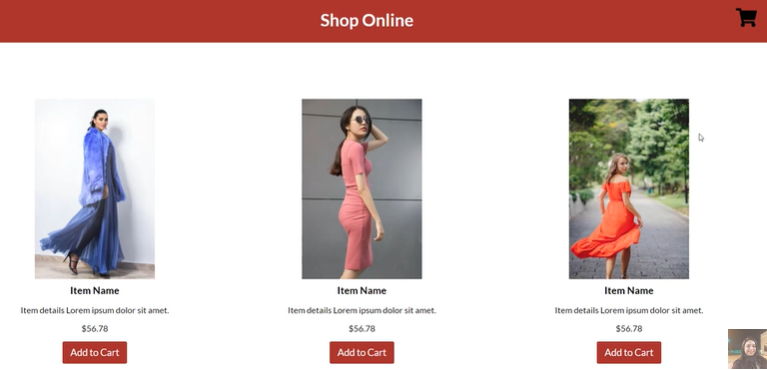 Shop Online
Item Name
Item details Lorem ipsum dolor sit amet.
$56.78
Add to Cart
Item Name
Item details Lorem ipsum dolor sit amet.
$56.78
Add to Cart
Item Name
Item details Lorem ipsum dolor sit amet.
$56.78
Add to Cart